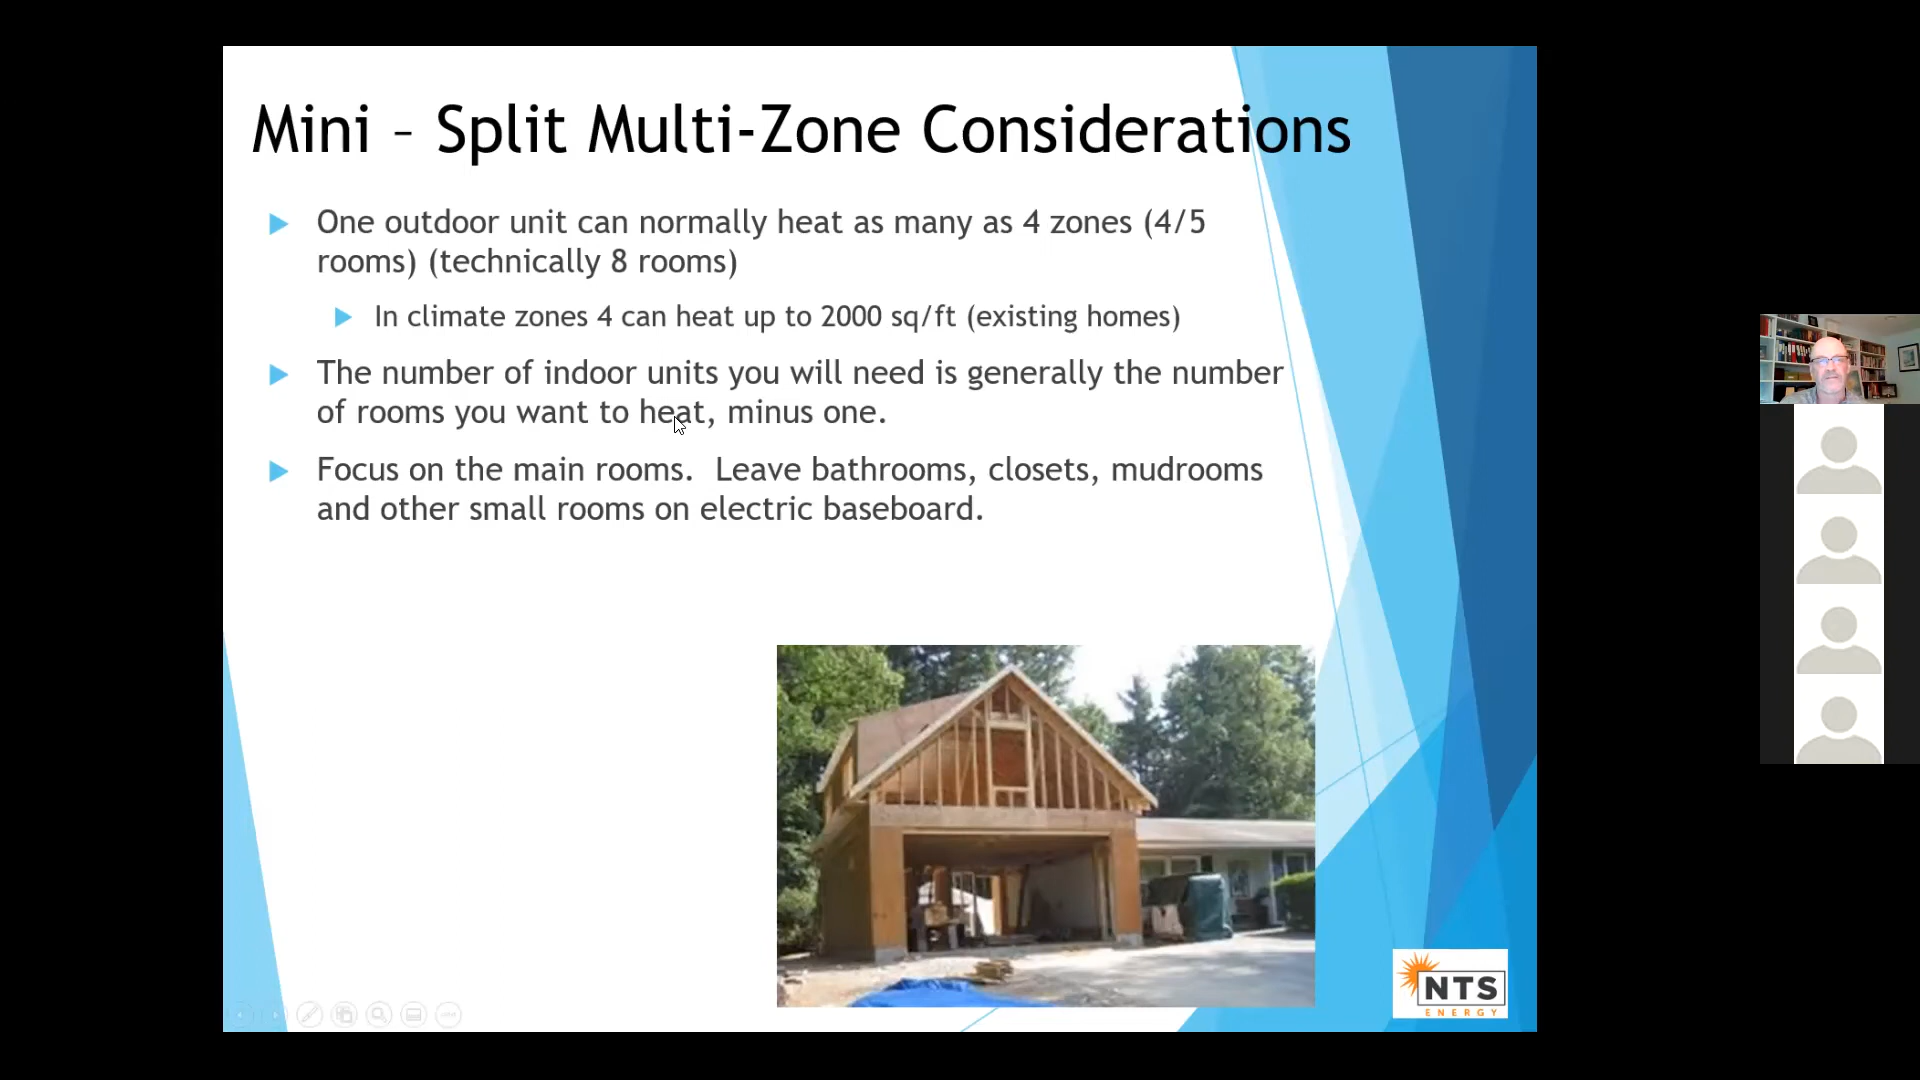 Mini – Split Multi-Zone Considerations
One outdoor unit can normally heat as many as 4 zones (4/5
rooms) (technically 8 rooms)
In climate zones 4 can heat up to 2000 sq/ft (existing homes)
The number of indoor units you will need is generally the number
of rooms you want to heat, minus one.
Focus on the main rooms. Leave bathrooms, closets, mudrooms
and other small rooms on electric baseboard.
NTS
ENERGY